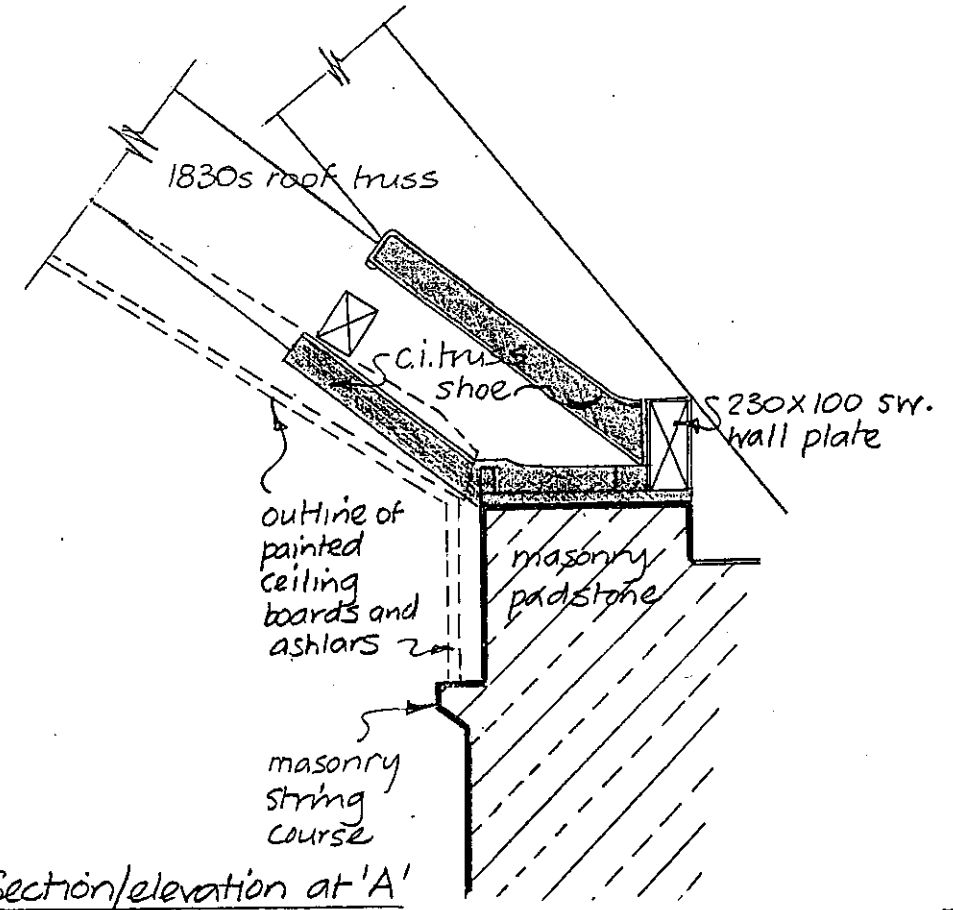 1830s roof truss
c.i. truss
shoe
230x100 sw.
wall plate
outline of
painted
ceiling
boards and
ashlars
masonry
padstone
masonry
string
course
Section/elevation at 'A'